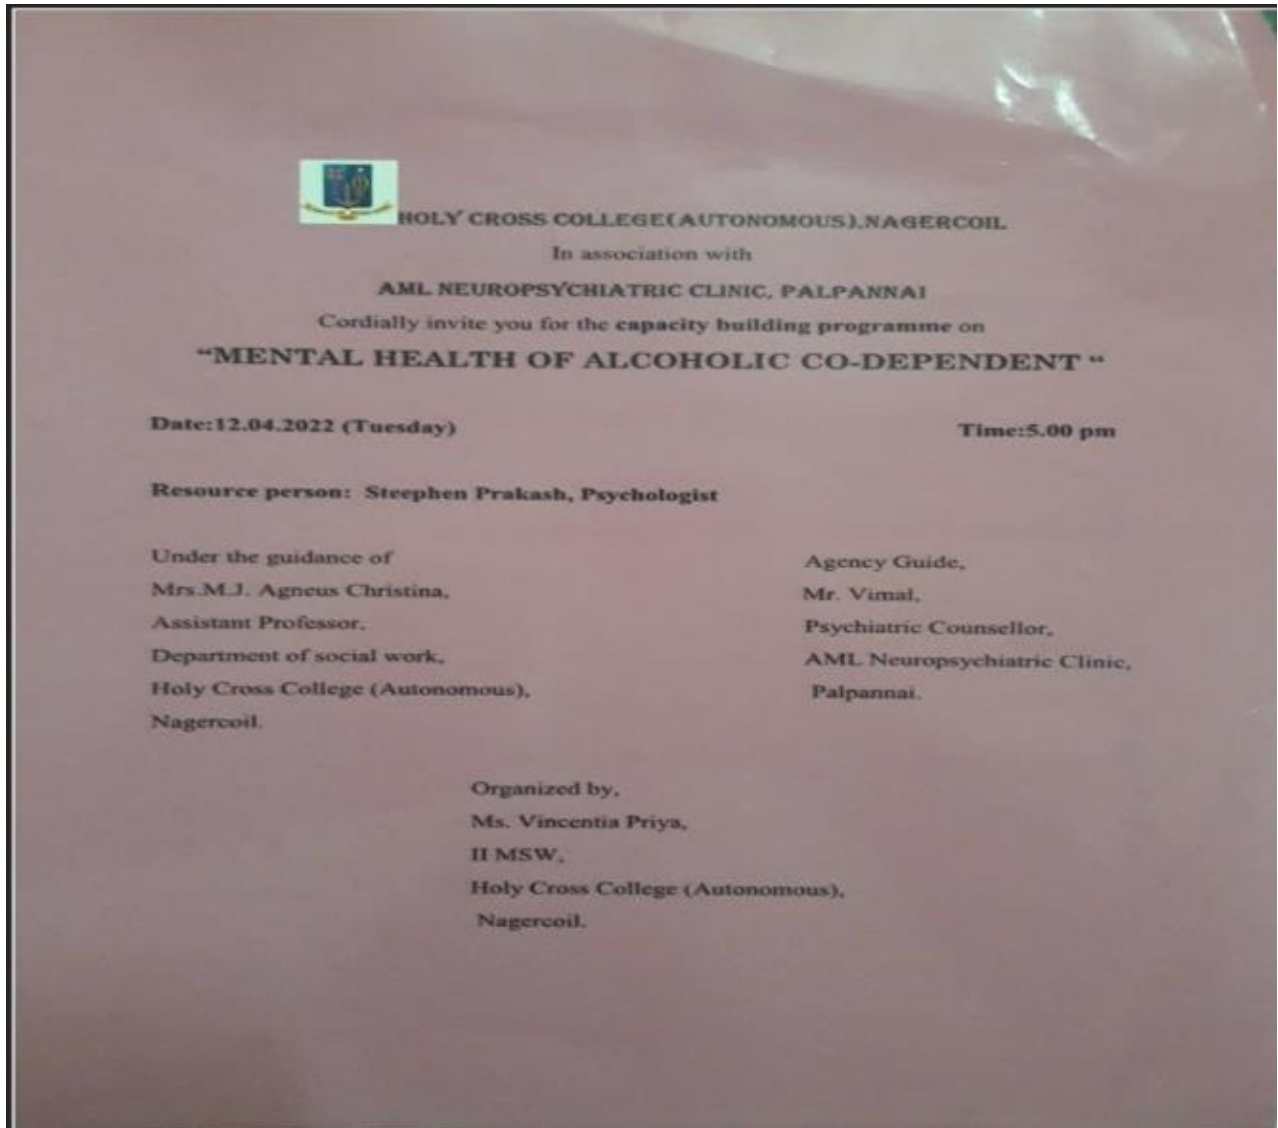 HOLY CROSS COLLEGE(AUTONOMOUS).NAGERCOIL
In association with
AML NEUROPSYCHIATRIC CLINIC, PALPANNAI
Cordially invite you for the capacity building programme on
“MENTAL HEALTH OF ALCOHOLIC CO-DEPENDENT “
Date:12.04.2022 (Tuesday) Time:5.00 pm
Resource person: Steephen Prakash, Psychologist
Under the guidance of
Mrs.M.J. Agneus Christina,
Assistant Professor,
Department of social work,
Holy Cross College (Autonomous),
Nagercoil.
Agency Guide,
Mr. Vimal,
Psychiatric Counsellor,
AML Neuropsychiatric Clinic,
Palpannai.
Organized by,
Ms. Vincentia Priya,
II MSW,
Holy Cross College (Autonomous),
Nagercoil.